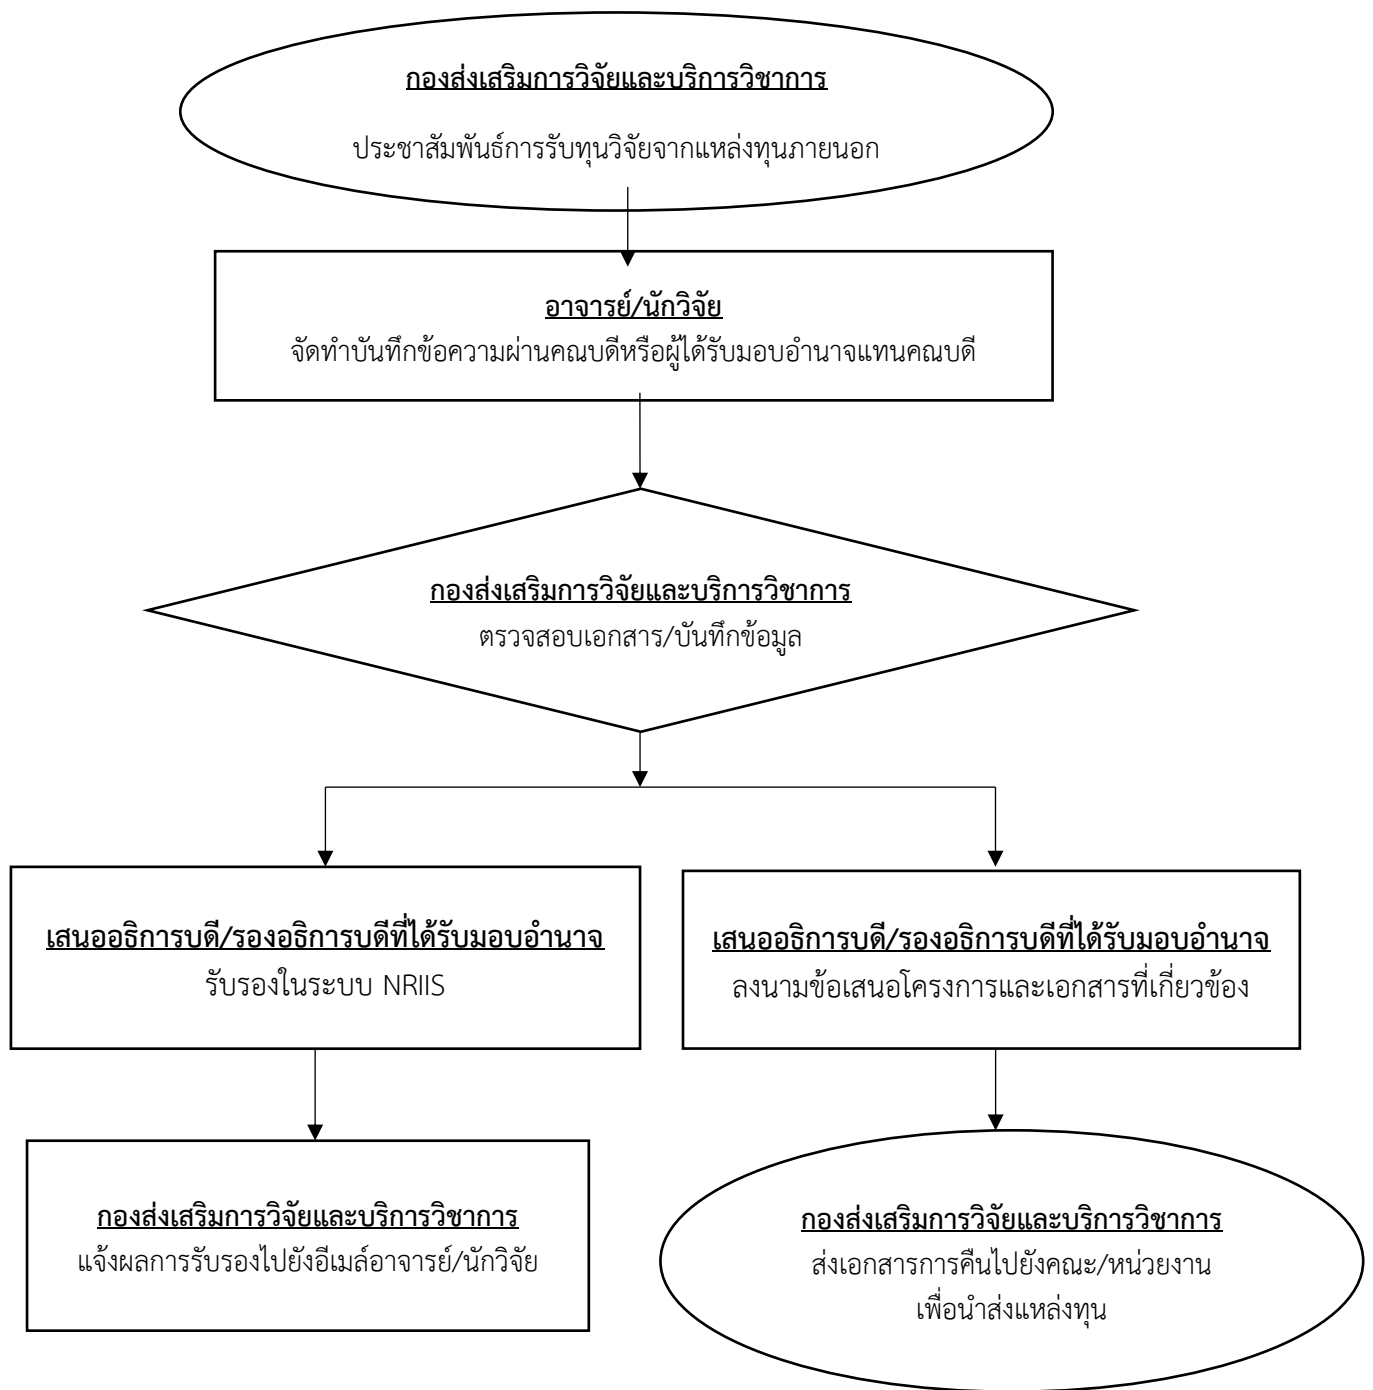 กองส่งเสริมการวิจัยและบริการวิชาการ
ประชาสัมพันธ์การรับทุนวิจัยจากแหล่งทุนภายนอก
อาจารย์/นักวิจัย
จัดทำบันทึกข้อความผ่านคณบดีหรือผู้ได้รับมอบอำนาจแทนคณบดี
กองส่งเสริมการวิจัยและบริการวิชาการ
ตรวจสอบเอกสาร/บันทึกข้อมูล
เสนออธิการบดี/รองอธิการบดีที่ได้รับมอบอำนาจ
รับรองในระบบ NRIIS
เสนออธิการบดี/รองอธิการบดีที่ได้รับมอบอำนาจ
ลงนามข้อเสนอโครงการและเอกสารที่เกี่ยวข้อง
กองส่งเสริมการวิจัยและบริการวิชาการ
แจ้งผลการรับรองไปยังอีเมล์อาจารย์/นักวิจัย
กองส่งเสริมการวิจัยและบริการวิชาการ
ส่งเอกสารการคืนไปยังคณะ/หน่วยงาน
เพื่อนำส่งแหล่งทุน